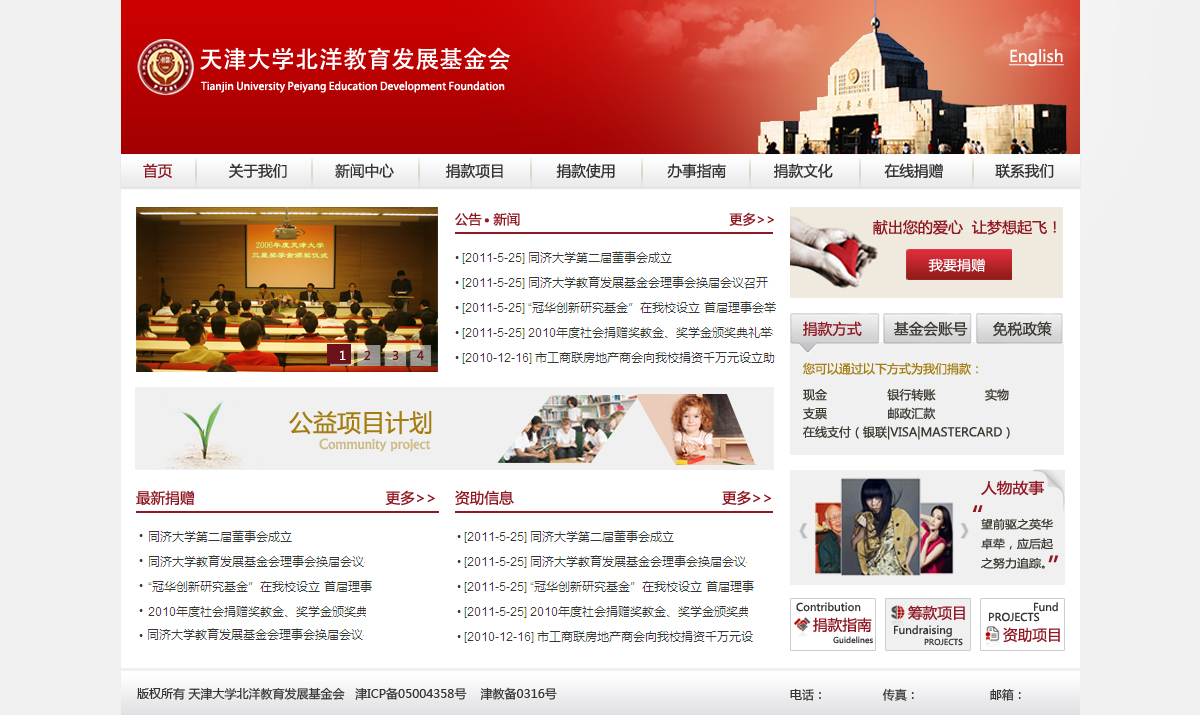 天津大学北洋教育发展基金会
Tianjin University Peiyang Education Development Foundation
English
首页 关于我们 新闻中心 捐款项目 捐款使用 办事指南 捐款文化 在线捐赠 联系我们
2006年度天津大学
三星奖学金颁奖仪式
1 2 3 4
公告 • 新闻 更多>>
• [2011-5-25] 同济大学第二届董事会成立
• [2011-5-25] 同济大学教育发展基金会理事会换届会议召开
• [2011-5-25] “冠华创新研究基金”在我校设立 首届理事会举
• [2011-5-25] 2010年度社会捐赠奖教金、奖学金颁奖典礼举
• [2010-12-16] 市工商联房地产商会向我校捐资千万元设立助
献出您的爱心 让梦想起飞！
我要捐赠
捐款方式 基金会账号 免税政策
您可以通过以下方式为我们捐款：
现金 银行转账 实物
支票 邮政汇款
在线支付（银联|VISA|MASTERCARD）
公益项目计划
Community project
最新捐赠 更多>>
• 同济大学第二届董事会成立
• 同济大学教育发展基金会理事会换届会议
• “冠华创新研究基金”在我校设立 首届理事
• 2010年度社会捐赠奖教金、奖学金颁奖典
• 同济大学教育发展基金会理事会换届会议
资助信息 更多>>
• [2011-5-25] 同济大学第二届董事会成立
• [2011-5-25] 同济大学教育发展基金会理事会换届会议
• [2011-5-25] “冠华创新研究基金”在我校设立 首届理事
• [2011-5-25] 2010年度社会捐赠奖教金、奖学金颁奖典
• [2010-12-16] 市工商联房地产商会向我校捐资千万元设
人物故事
“望前驱之英华
卓荦，应后起
之努力追踪。”
Contribution
捐款指南
Guidelines
筹款项目
Fundraising
PROJECTS
Fund
PROJECTS
资助项目
版权所有 天津大学北洋教育发展基金会 津ICP备05004358号 津教备0316号
电话： 传真： 邮箱：